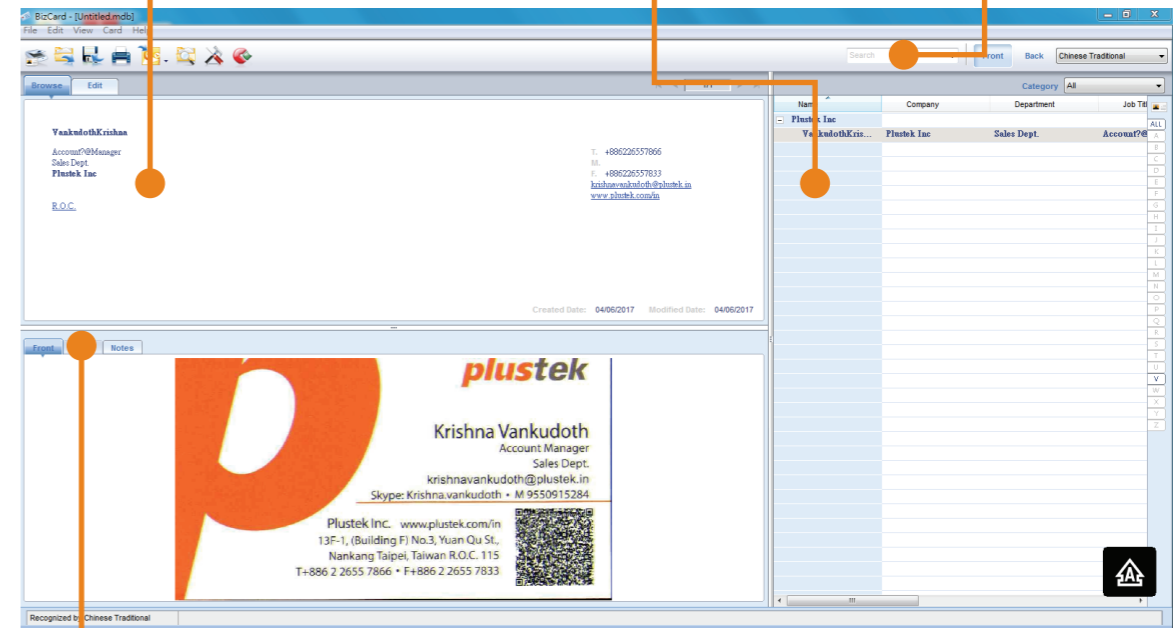 BizCard - [Untitled.mdb]
File Edit View Card Help
Search
Front Back Chinese Traditional
Browse Edit
Category All
VankudothKrishna
Account?@Manager
Sales Dept.
Plustek Inc
R.O.C.
T. +886226557866
M.
F. +886226557833
krishnavankudoth@plustek.in
www.plustek.com/in
Created Date: 04/06/2017 Modified Date: 04/06/2017
Name Company Department Job Titl
Plustek Inc
VankudothKris... Plustek Inc Sales Dept. Account?@
ALL
A
B
C
D
E
F
G
H
I
J
K
L
M
N
O
P
Q
R
S
T
U
V
W
X
Y
Z
Front Notes
plustek
Krishna Vankudoth
Account Manager
Sales Dept.
krishnavankudoth@plustek.in
Skype: Krishna.vankudoth • M 9550915284
Plustek Inc. www.plustek.com/in
13F-1, (Building F) No.3, Yuan Qu St.,
Nankang Taipei, Taiwan R.O.C. 115
T+886 2 2655 7866 • F+886 2 2655 7833
Recognized by Chinese Traditional
A